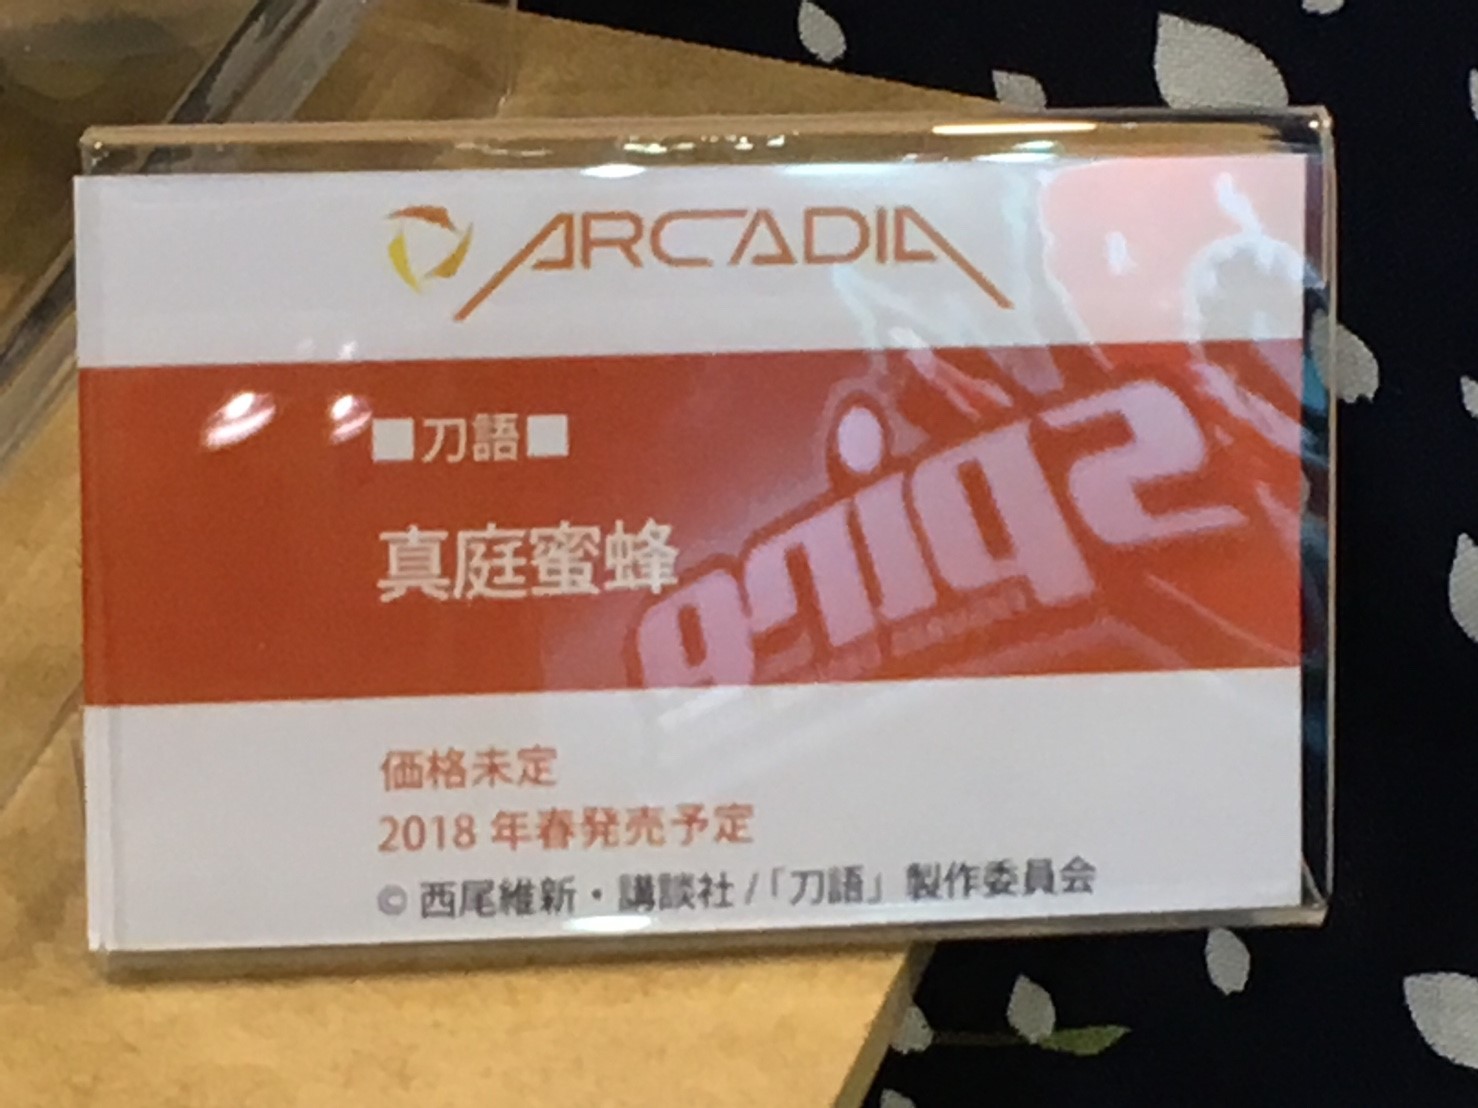 ARCADIA
■刀語■
真庭蜜蜂
価格未定
2018 年春発売予定
© 西尾維新・講談社 /「刀語」製作委員会